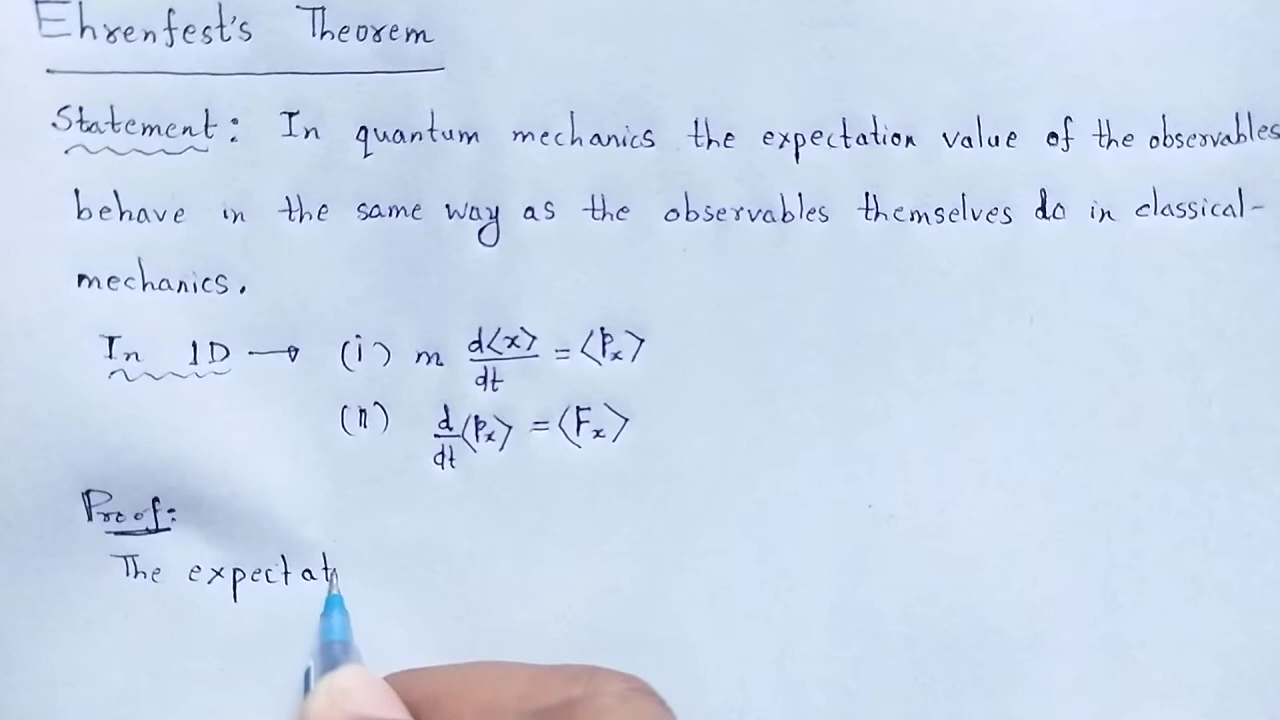 Ehrenfest's Theorem
Statement: In quantum mechanics the expectation value of the observables
behave in the same way as the observables themselves do in classical-
mechanics.
In 1D → (i) m d⟨x⟩/dt = ⟨Px⟩
(ii) d/dt⟨Px⟩ = ⟨Fx⟩
Proof:
The expectat